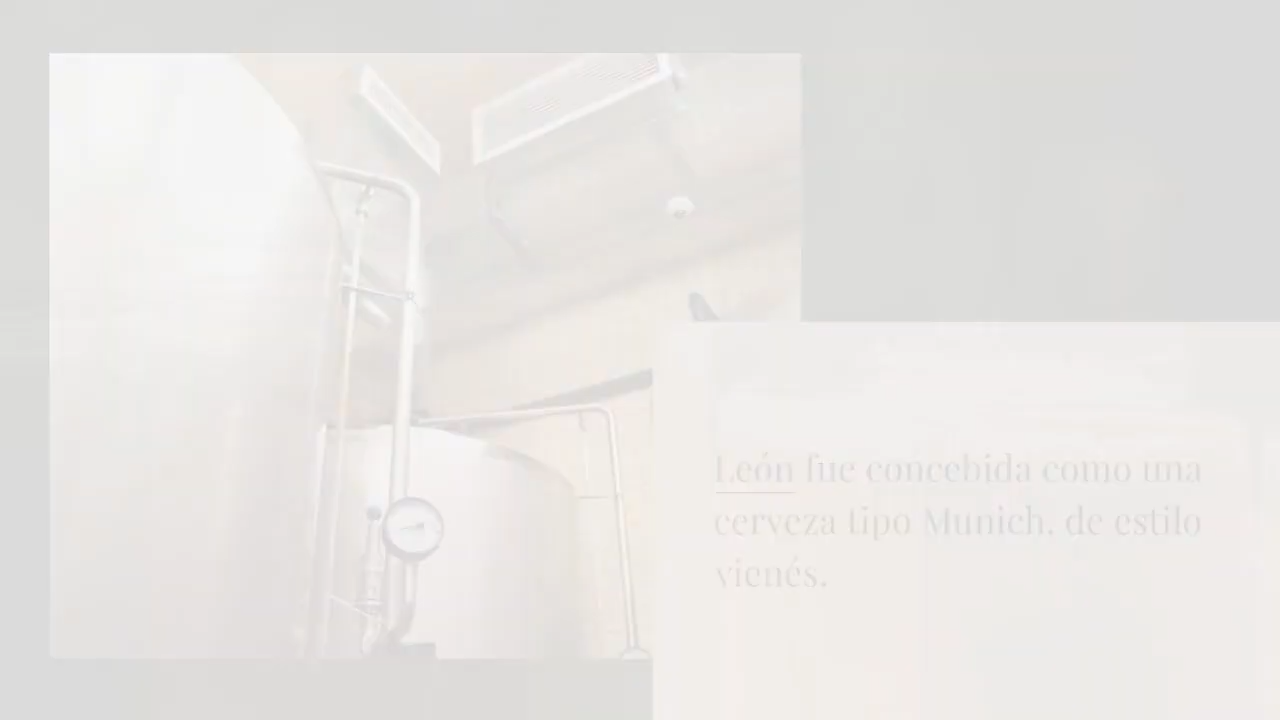 León fue concebida como una
cerveza tipo Munich, de estilo
vienés.